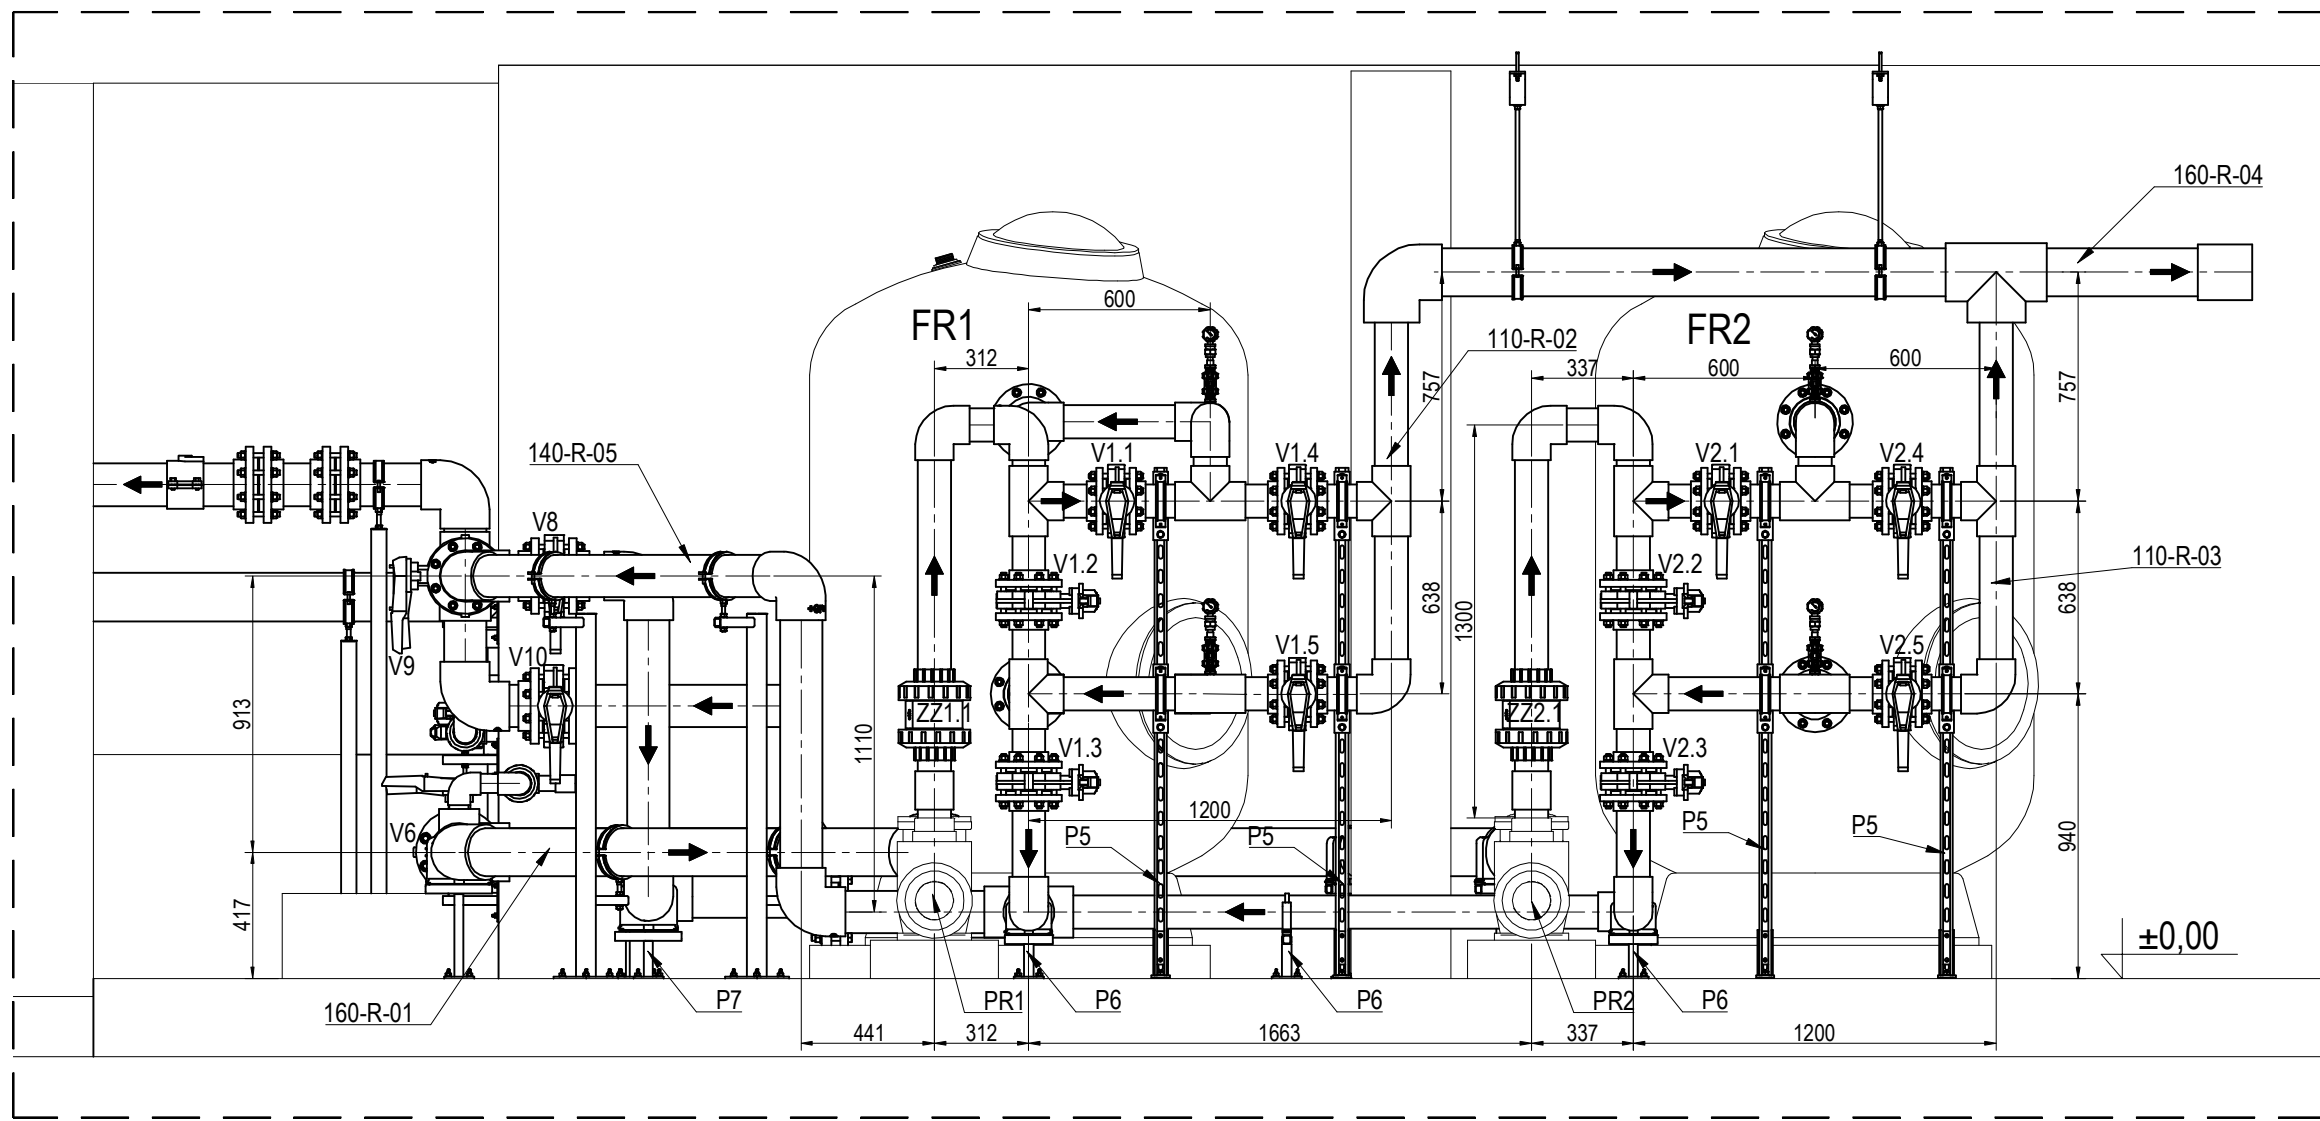 160-R-04
600
FR1
FR2
110-R-02
312
337
600
600
757
757
140-R-05
V1.1
V1.4
V2.1
V2.4
V8
V1.2
V2.2
110-R-03
638
638
1300
V9
V10
V1.5
V2.5
913
ZZ1.1
ZZ2.1
1110
V1.3
V2.3
1200
V6
P5
P5
P5
P5
940
417
±0,00
160-R-01
P7
PR1
P6
P6
PR2
P6
441
312
1663
337
1200